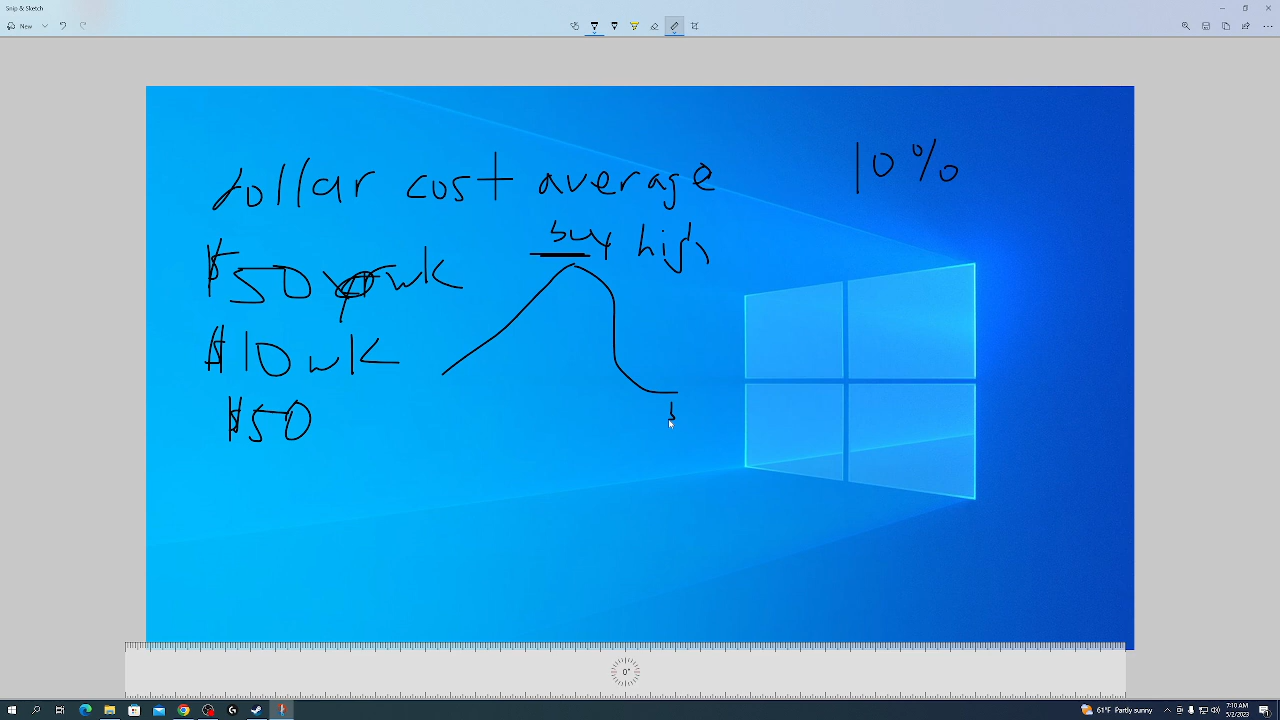 Snip & Sketch
New
dollar cost average
10%
buy high
$50 wk
$10 wk
$50
0°
61°F Partly sunny
7:10 AM
5/2/2023